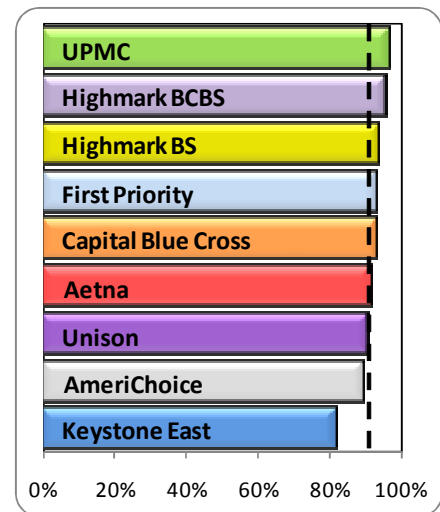 UPMC
Highmark BCBS
Highmark BS
First Priority
Capital Blue Cross
Aetna
Unison
AmeriChoice
Keystone East
0% 20% 40% 60% 80% 100%